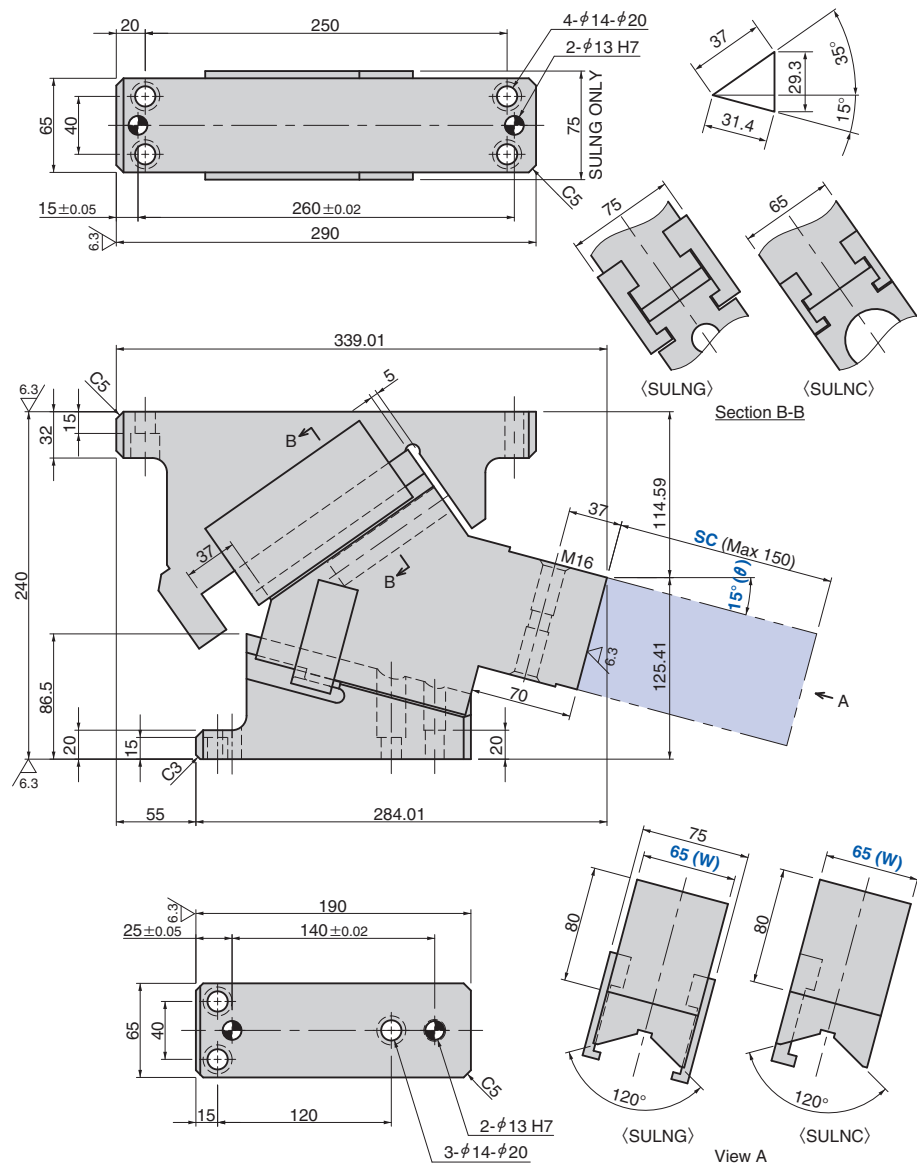 20
250
4-ϕ14-ϕ20
2-ϕ13 H7
65
40
75
SULNG ONLY
C5
15±0.05
260±0.02
6.3
290
37
35°
29.3
15°
31.4
75
65
〈SULNG〉
〈SULNC〉
Section B-B
339.01
6.3
C5
5
32
15
B
B
37
M16
37
SC (Max 150)
114.59
15°(θ)
240
86.5
20
15
20
70
6.3
125.41
A
6.3
C3
55
284.01
190
6.3
25±0.05
140±0.02
65
40
C5
15
120
2-ϕ13 H7
3-ϕ14-ϕ20
75
65 (W)
80
120°
〈SULNG〉
65 (W)
80
120°
〈SULNC〉
View A